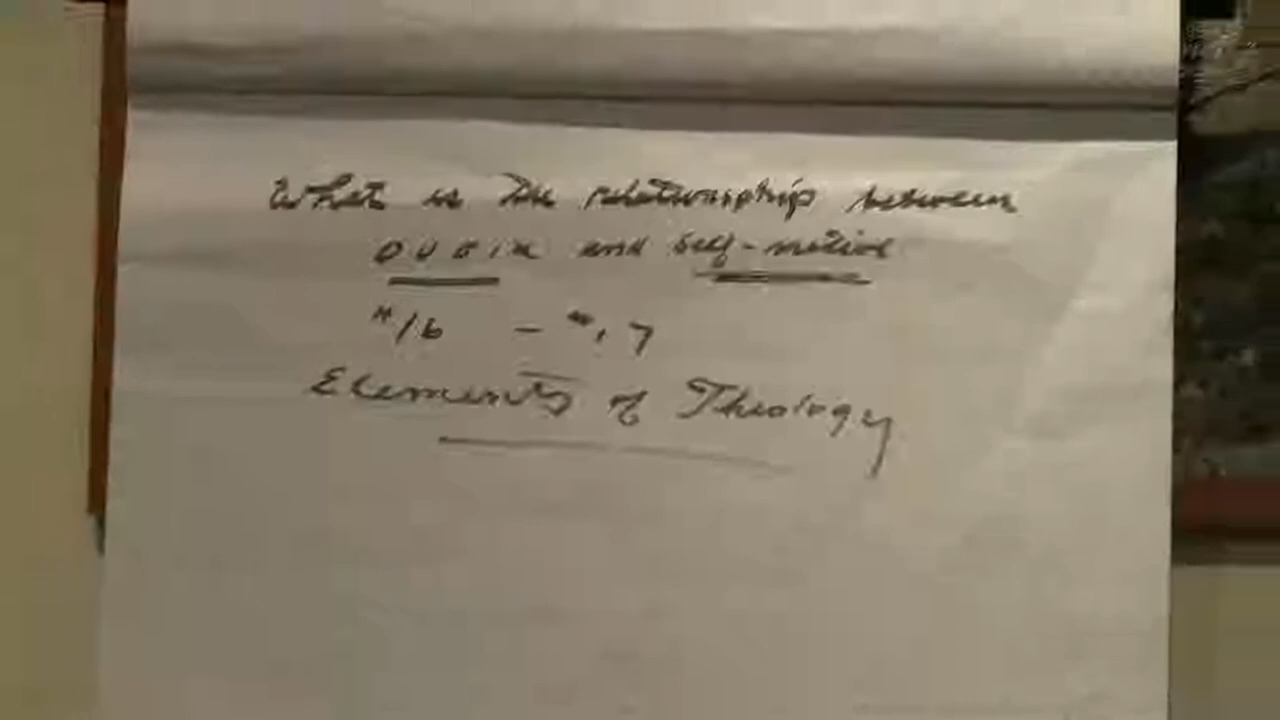 What is the relationship between
ουσια and self-motion
#16 - #17
Elements of Theology